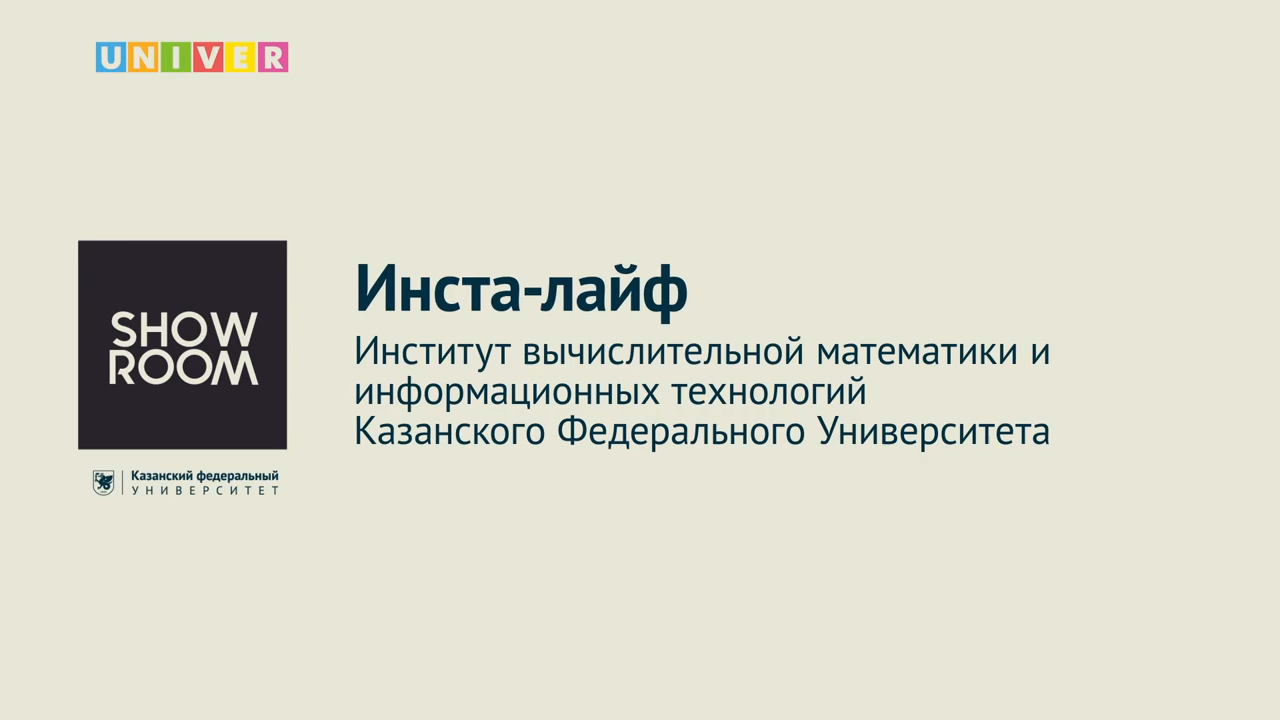 UNIVER
SHOW
ROOM
Казанский федеральный
УНИВЕРСИТЕТ
Инста-лайф
Институт вычислительной математики и
информационных технологий
Казанского Федерального Университета